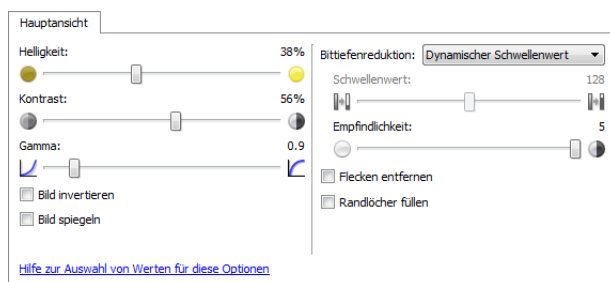 Hauptansicht
Helligkeit: 38%
Kontrast: 56%
Gamma: 0.9
Bild invertieren
Bild spiegeln
Hilfe zur Auswahl von Werten für diese Optionen
Bittiefenreduktion: Dynamischer Schwellenwert
Schwellenwert: 128
Empfindlichkeit: 5
Flecken entfernen
Randlöcher füllen